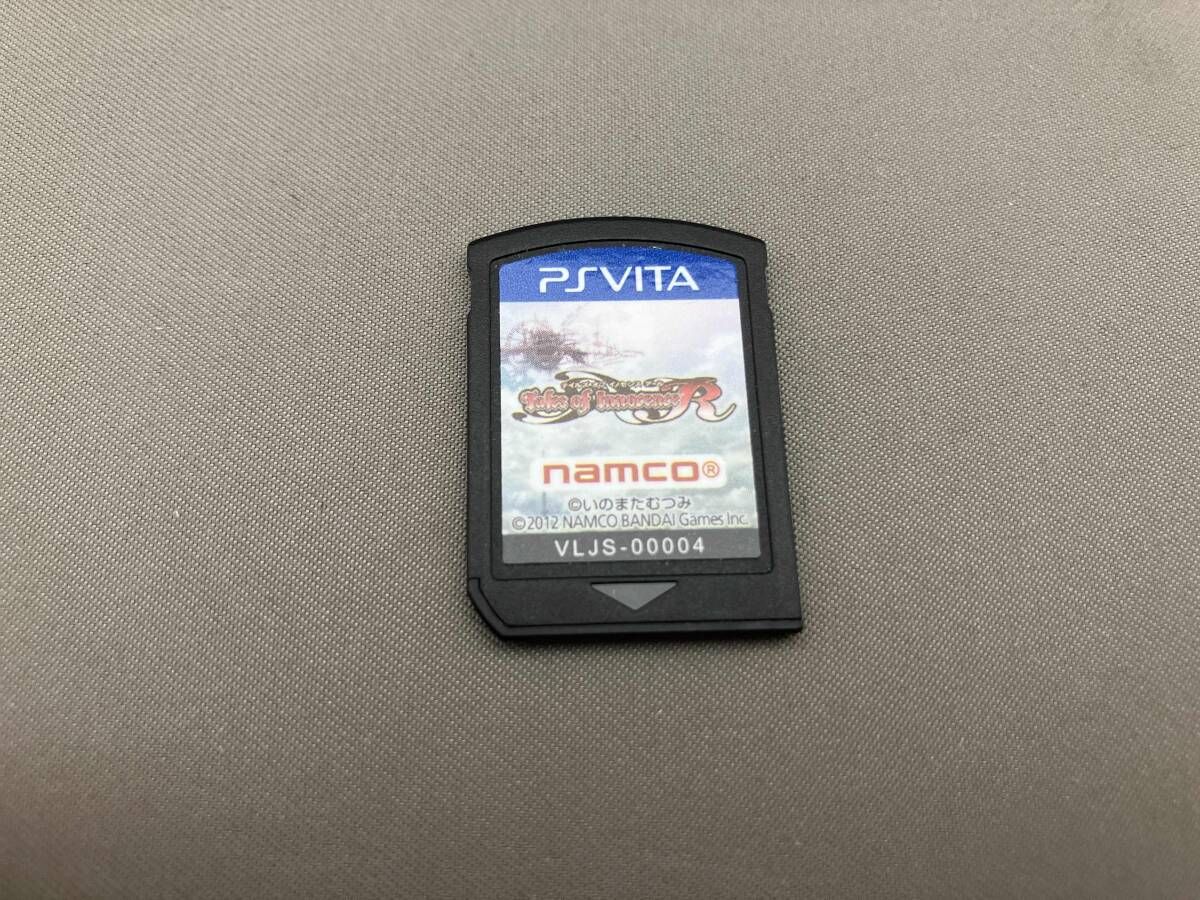 PSVITA
Tales of Innocence R
namco®
©いのまたむつみ
©2012 NAMCO BANDAI Games Inc.
VLJS-00004